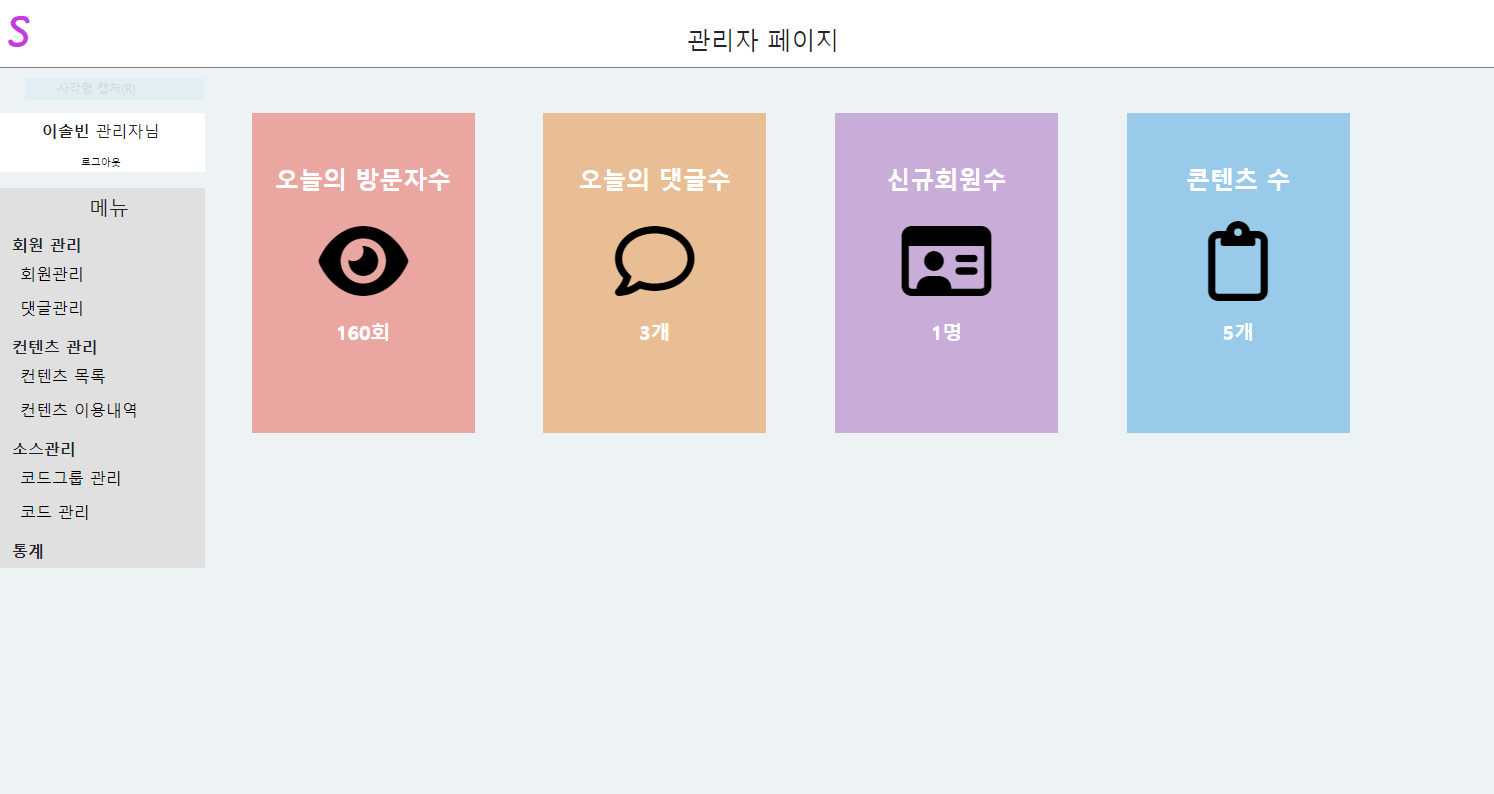 S
관리자 페이지
사각형 캡처(R)
이솔빈 관리자님
로그아웃
메뉴
회원 관리
회원관리
댓글관리
컨텐츠 관리
컨텐츠 목록
컨텐츠 이용내역
소스관리
코드그룹 관리
코드 관리
통계
오늘의 방문자수
160회
오늘의 댓글수
3개
신규회원수
1명
콘텐츠 수
5개